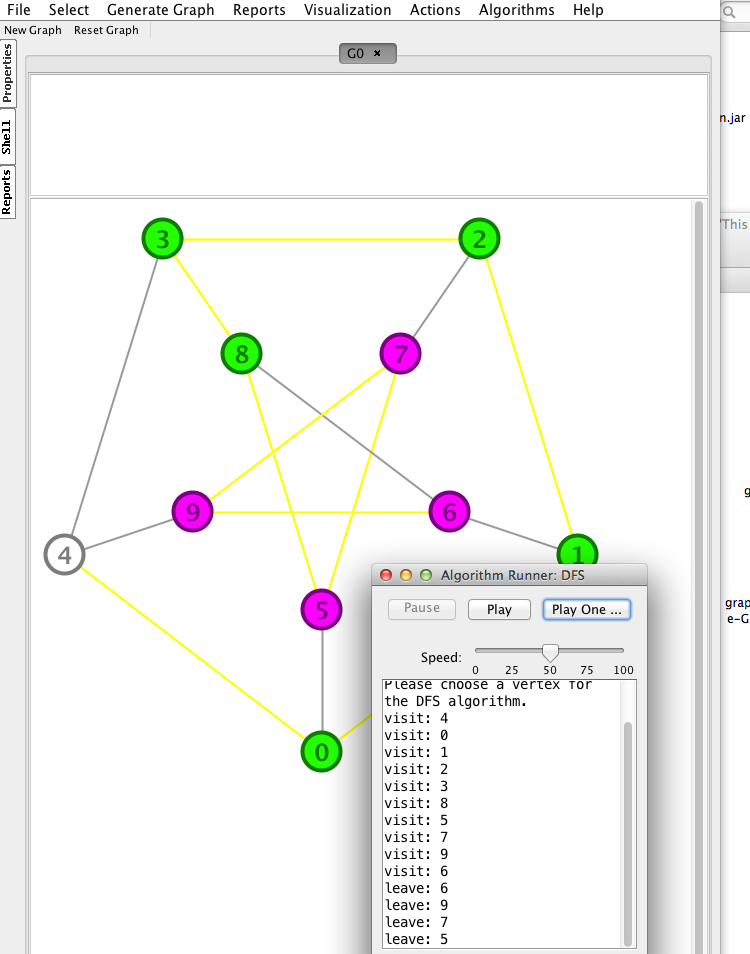 File Select Generate Graph Reports Visualization Actions Algorithms Help
New Graph Reset Graph
G0 ×
Properties
Shell
Reports
n.jar
'This
3
2
8
7
9
6
4
1
5
0
g
grap
e-G
Algorithm Runner: DFS
Pause Play Play One ...
Speed:
0 25 50 75 100
Please choose a vertex for
the DFS algorithm.
visit: 4
visit: 0
visit: 1
visit: 2
visit: 3
visit: 8
visit: 5
visit: 7
visit: 9
visit: 6
leave: 6
leave: 9
leave: 7
leave: 5